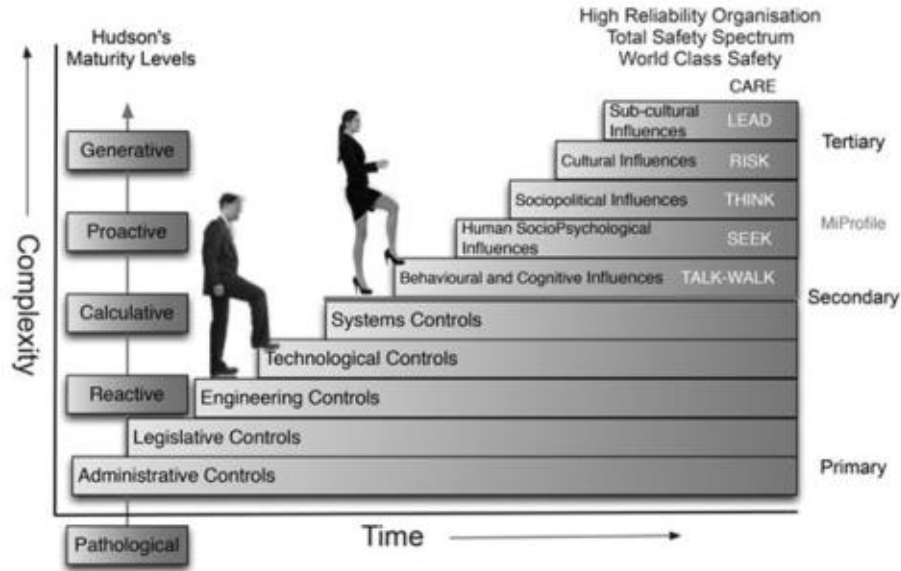 High Reliability Organisation
Total Safety Spectrum
World Class Safety
Hudson's
Maturity Levels
CARE
Sub-cultural
Influences
LEAD
Tertiary
Generative
Cultural Influences RISK
Sociopolitical Influences THINK
MiProfile
Proactive
Human SocioPsychological
Influences
SEEK
Behavioural and Cognitive Influences TALK-WALK
Secondary
Calculative
Systems Controls
Technological Controls
Complexity
Reactive
Engineering Controls
Legislative Controls
Administrative Controls
Primary
Time
Pathological